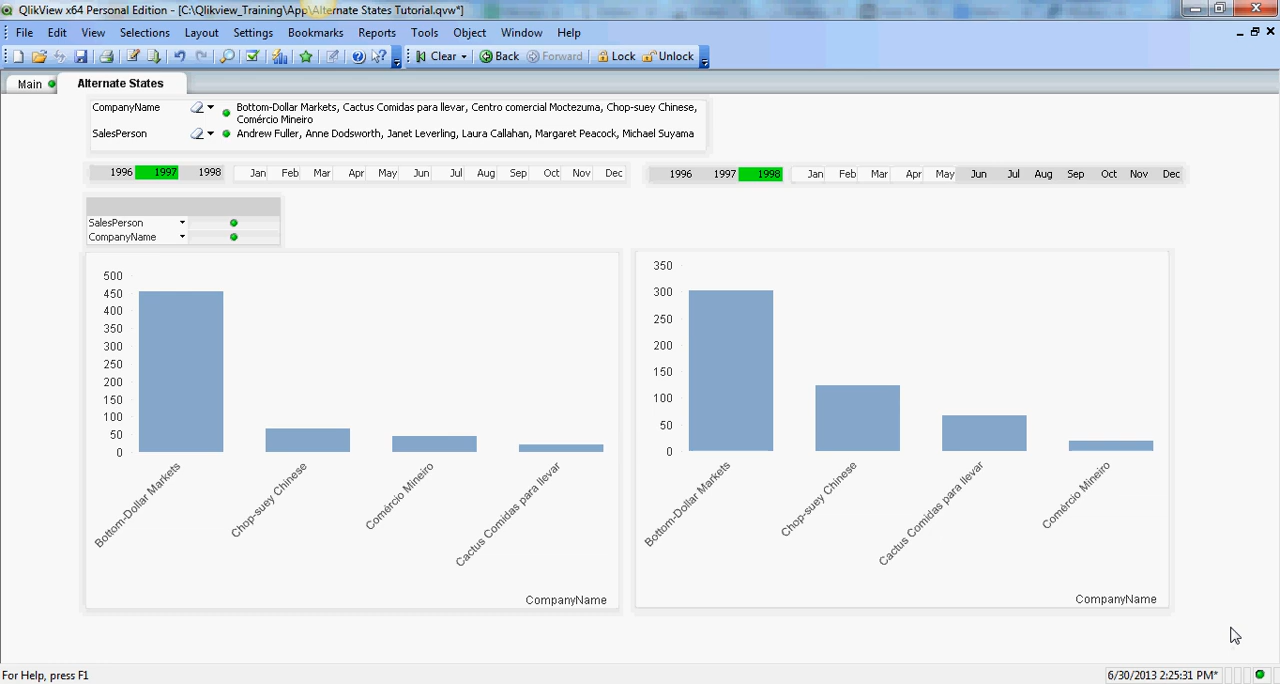 QlikView x64 Personal Edition - [C:\Qlikview_Training\App\Alternate States Tutorial.qvw*]
File Edit View Selections Layout Settings Bookmarks Reports Tools Object Window Help
Clear Back Forward Lock Unlock
Main Alternate States
CompanyName Bottom-Dollar Markets, Cactus Comidas para llevar, Centro comercial Moctezuma, Chop-suey Chinese,
Comércio Mineiro
SalesPerson Andrew Fuller, Anne Dodsworth, Janet Leverling, Laura Callahan, Margaret Peacock, Michael Suyama
1996 1997 1998 Jan Feb Mar Apr May Jun Jul Aug Sep Oct Nov Dec
1996 1997 1998 Jan Feb Mar Apr May Jun Jul Aug Sep Oct Nov Dec
SalesPerson
CompanyName
500
450
400
350
300
250
200
150
100
50
0
Bottom-Dollar Markets
Chop-suey Chinese
Comércio Mineiro
Cactus Comidas para llevar
CompanyName
350
300
250
200
150
100
50
0
Bottom-Dollar Markets
Chop-suey Chinese
Cactus Comidas para llevar
Comércio Mineiro
CompanyName
For Help, press F1
6/30/2013 2:25:31 PM*